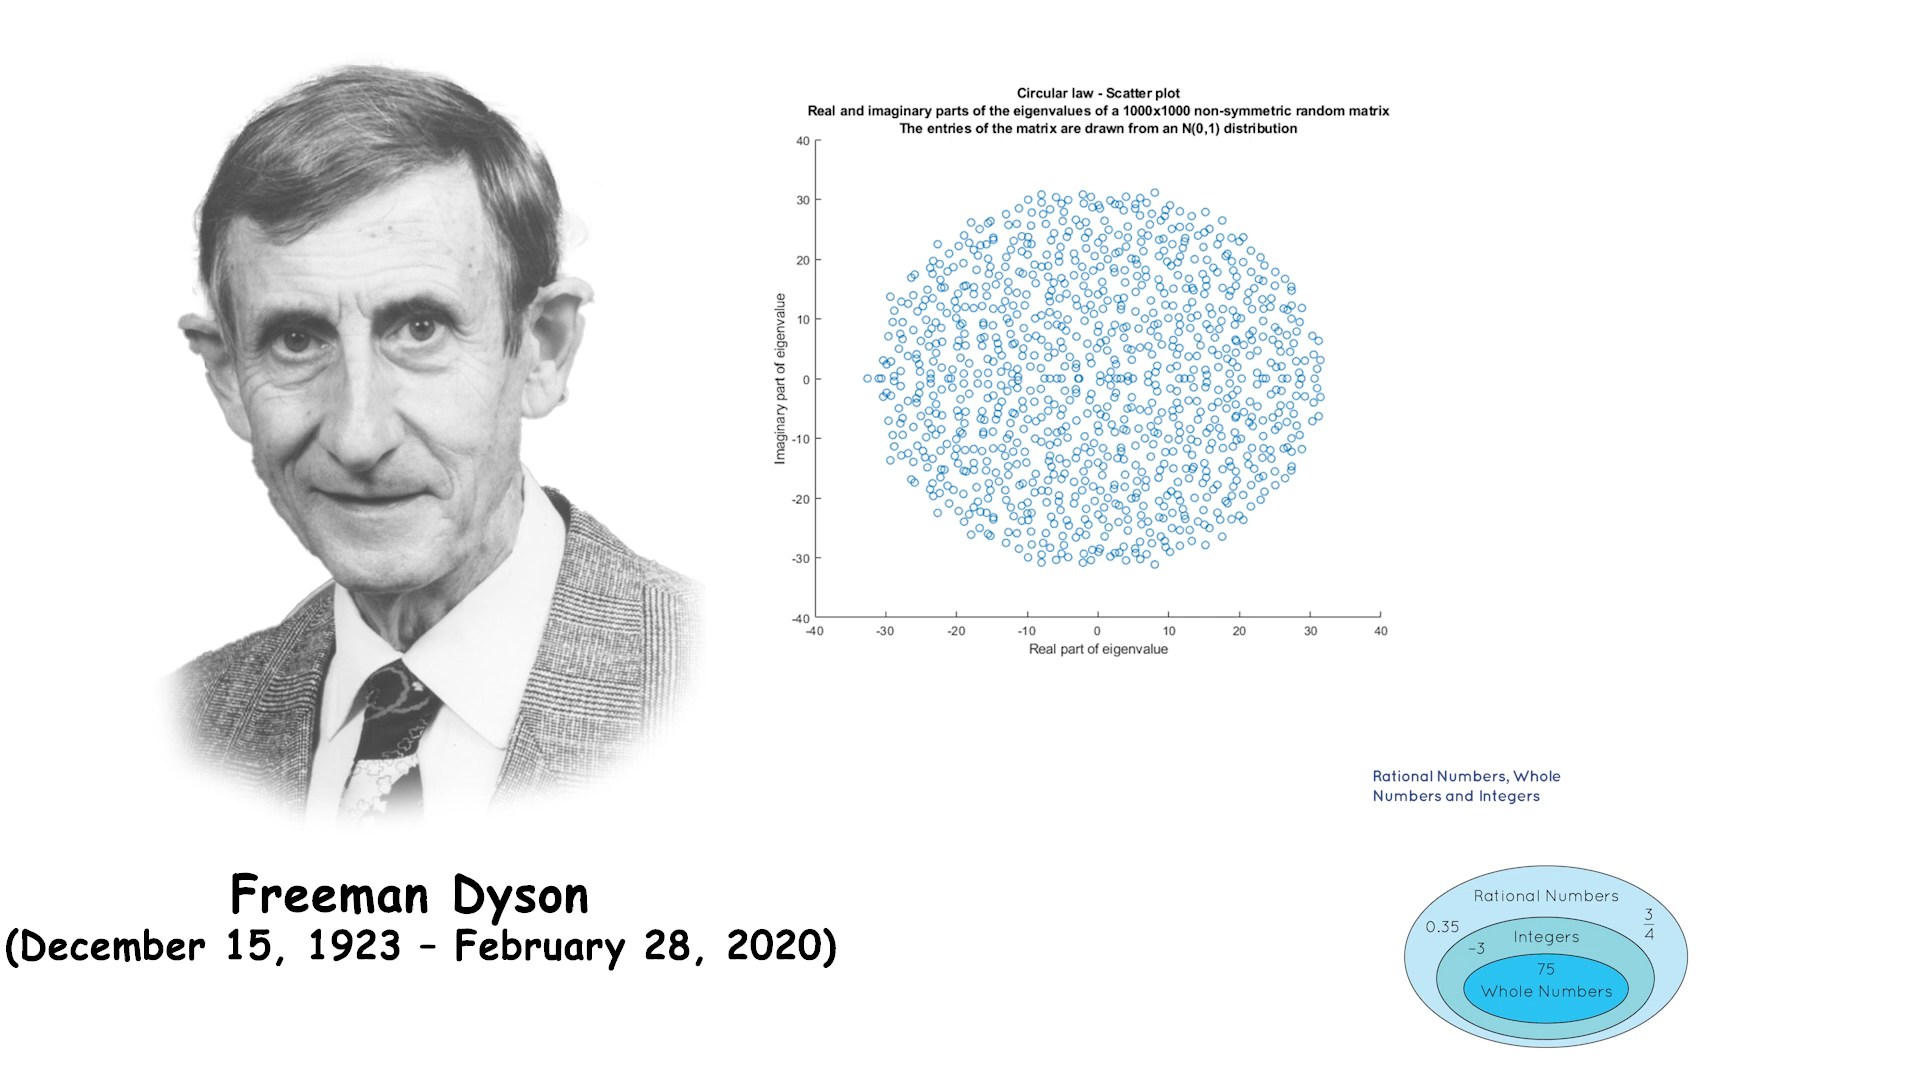 Circular law - Scatter plot
Real and imaginary parts of the eigenvalues of a 1000x1000 non-symmetric random matrix
The entries of the matrix are drawn from an N(0,1) distribution
40
30
20
10
0
-10
-20
-30
-40
Imaginary part of eigenvalue
-40 -30 -20 -10 0 10 20 30 40
Real part of eigenvalue
Freeman Dyson
(December 15, 1923 – February 28, 2020)
Rational Numbers, Whole
Numbers and Integers
Rational Numbers
0.35
3
4
Integers
-3
75
Whole Numbers